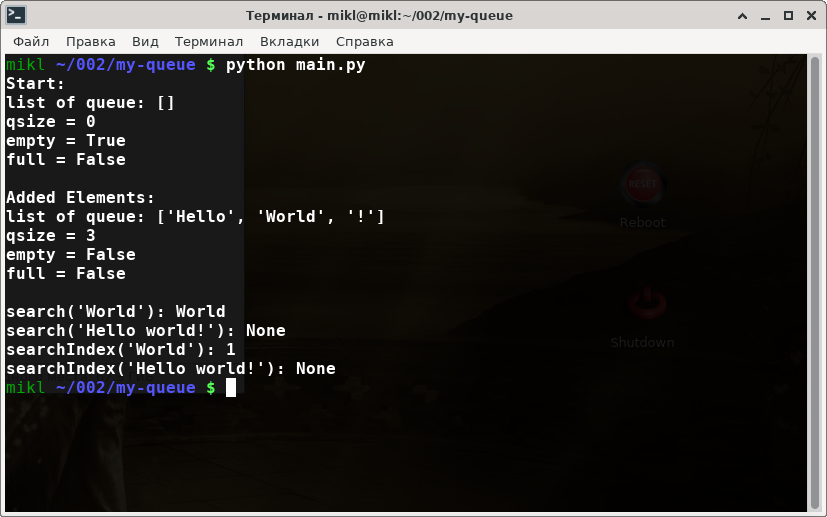 Терминал - mikl@mikl:~/002/my-queue
Файл Правка Вид Терминал Вкладки Справка
mikl ~/002/my-queue $ python main.py
Start:
list of queue: []
qsize = 0
empty = True
full = False
Added Elements:
list of queue: ['Hello', 'World', '!']
qsize = 3
empty = False
full = False
search('World'): World
search('Hello world!'): None
searchIndex('World'): 1
searchIndex('Hello world!'): None
mikl ~/002/my-queue $
RESET
Reboot
Shutdown